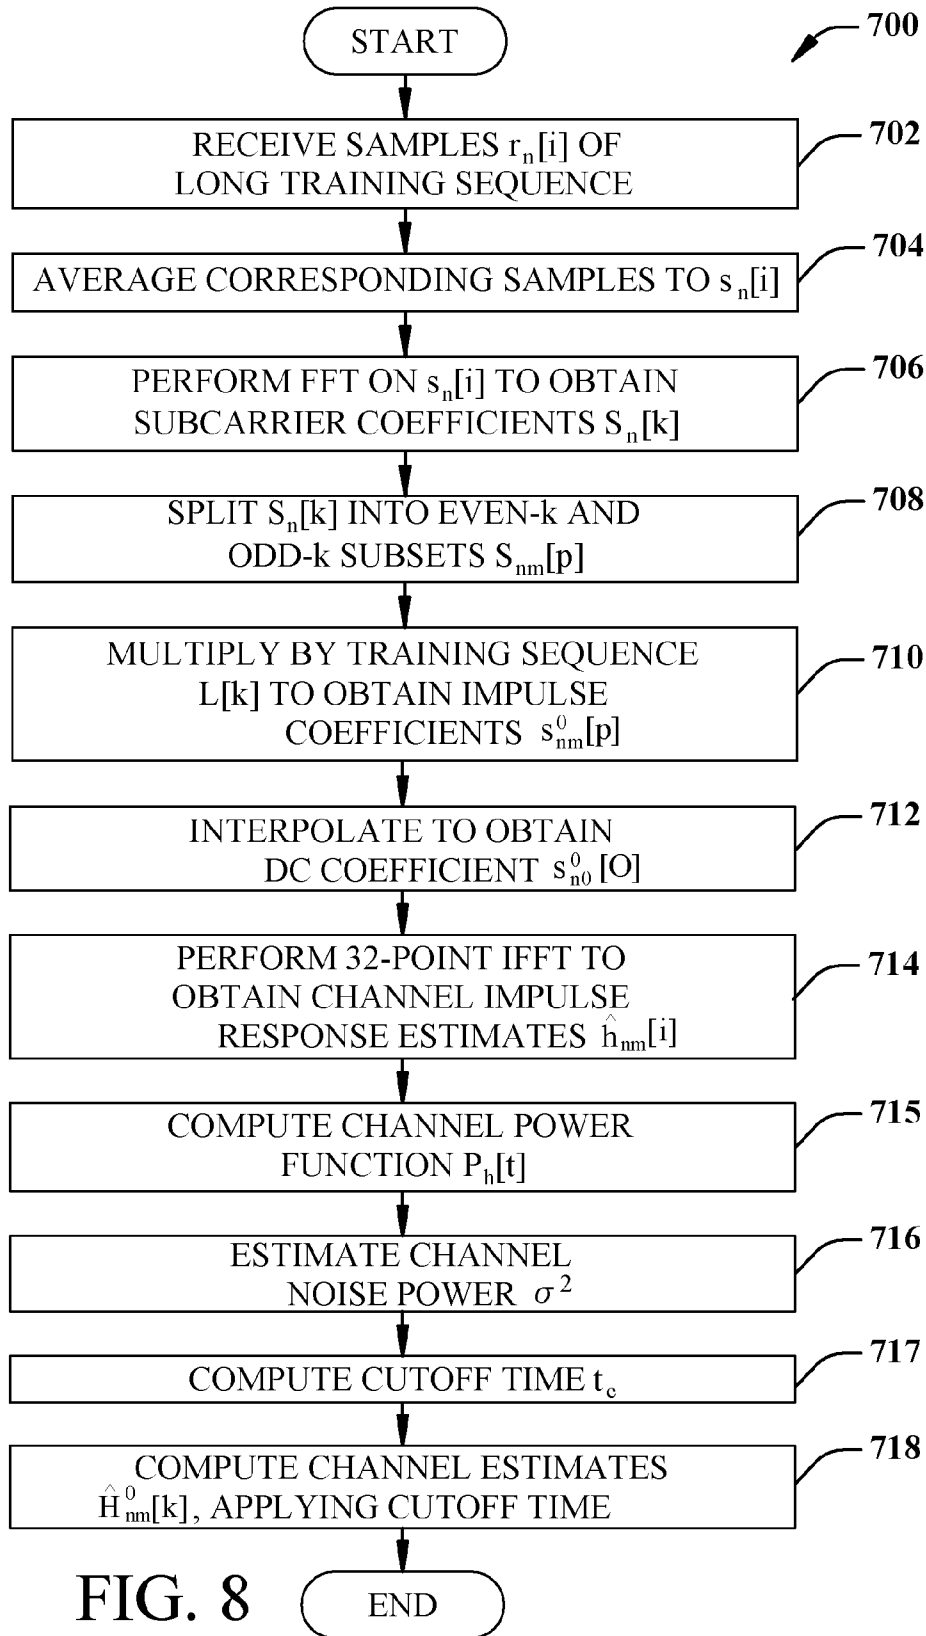 START
700
RECEIVE SAMPLES rₙ[i] OF
LONG TRAINING SEQUENCE
702
AVERAGE CORRESPONDING SAMPLES TO sₙ[i]
704
PERFORM FFT ON sₙ[i] TO OBTAIN
SUBCARRIER COEFFICIENTS Sₙ[k]
706
SPLIT Sₙ[k] INTO EVEN-k AND
ODD-k SUBSETS Sₙₘ[p]
708
MULTIPLY BY TRAINING SEQUENCE
L[k] TO OBTAIN IMPULSE
COEFFICIENTS s⁰ₙₘ[p]
710
INTERPOLATE TO OBTAIN
DC COEFFICIENT s⁰ₙ₀[O]
712
PERFORM 32-POINT IFFT TO
OBTAIN CHANNEL IMPULSE
RESPONSE ESTIMATES ĥₙₘ[i]
714
COMPUTE CHANNEL POWER
FUNCTION Pₕ[t]
715
ESTIMATE CHANNEL
NOISE POWER σ²
716
COMPUTE CUTOFF TIME t_c
717
COMPUTE CHANNEL ESTIMATES
Ĥ⁰ₙₘ[k], APPLYING CUTOFF TIME
718
END
FIG. 8